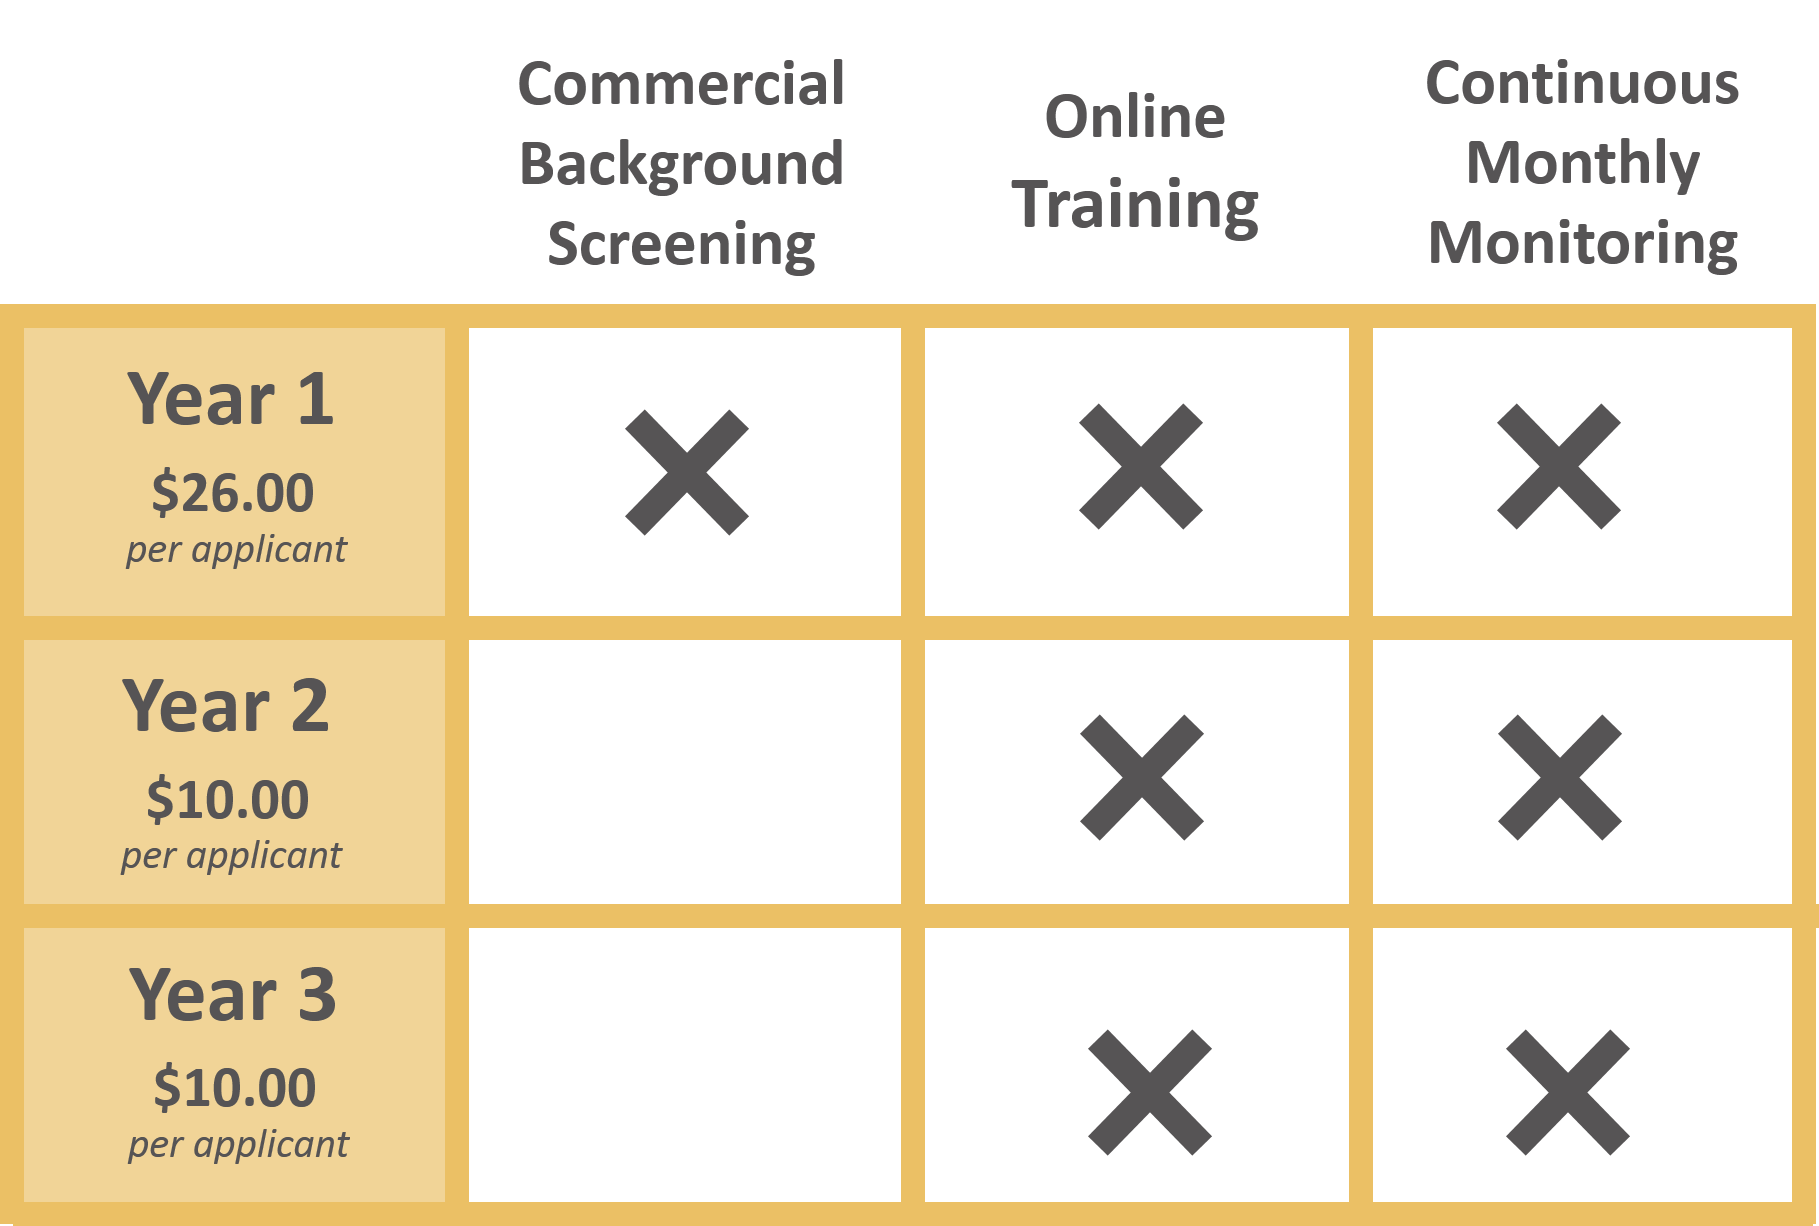 Commercial
Background
Screening
Online
Training
Continuous
Monthly
Monitoring
Year 1
$26.00
per applicant
Year 2
$10.00
per applicant
Year 3
$10.00
per applicant